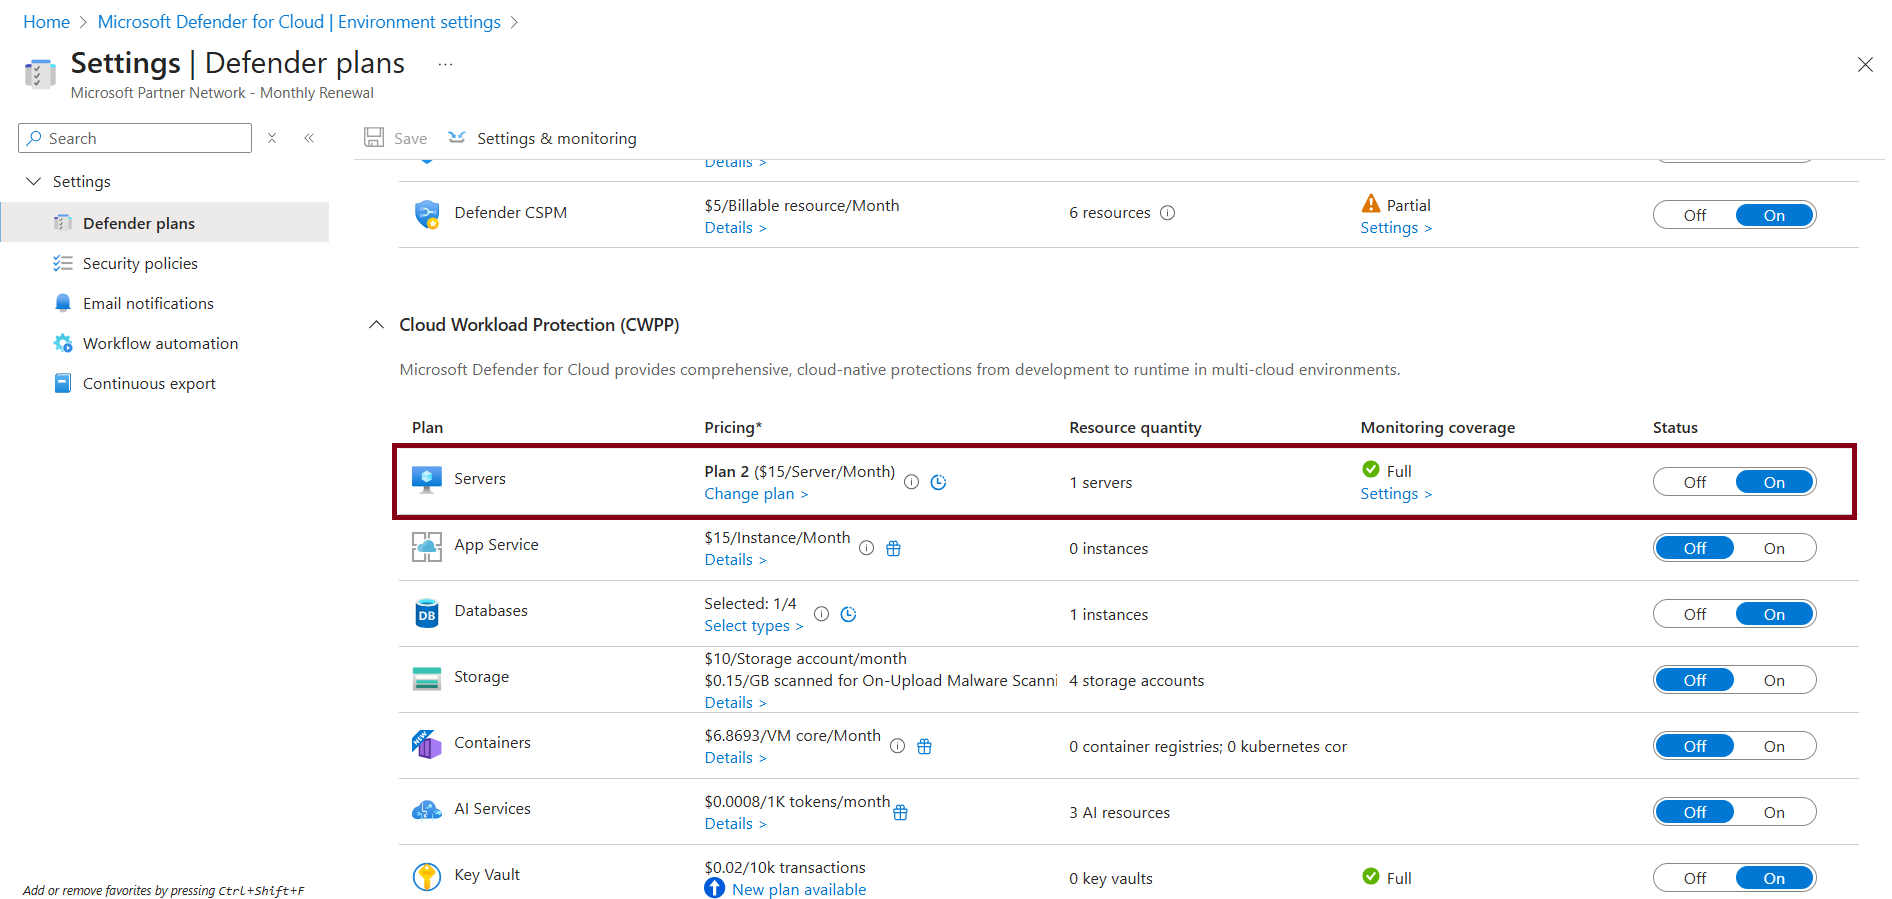 Home > Microsoft Defender for Cloud | Environment settings >
Settings | Defender plans ...
Microsoft Partner Network - Monthly Renewal
Search
Save
Settings & monitoring
Settings
Defender plans
Security policies
Email notifications
Workflow automation
Continuous export
Add or remove favorites by pressing Ctrl+Shift+F
Details >
Defender CSPM
$5/Billable resource/Month
Details >
6 resources
Partial
Settings >
Off On
Cloud Workload Protection (CWPP)
Microsoft Defender for Cloud provides comprehensive, cloud-native protections from development to runtime in multi-cloud environments.
Plan Pricing* Resource quantity Monitoring coverage Status
Servers
Plan 2 ($15/Server/Month)
Change plan >
1 servers
Full
Settings >
Off On
App Service
$15/Instance/Month
Details >
0 instances
Off On
DB
Databases
Selected: 1/4
Select types >
1 instances
Off On
Storage
$10/Storage account/month
$0.15/GB scanned for On-Upload Malware Scanni
Details >
4 storage accounts
Off On
NEW
Containers
$6.8693/VM core/Month
Details >
0 container registries; 0 kubernetes cor
Off On
AI Services
$0.0008/1K tokens/month
Details >
3 AI resources
Off On
Key Vault
$0.02/10k transactions
New plan available
0 key vaults
Full
Off On